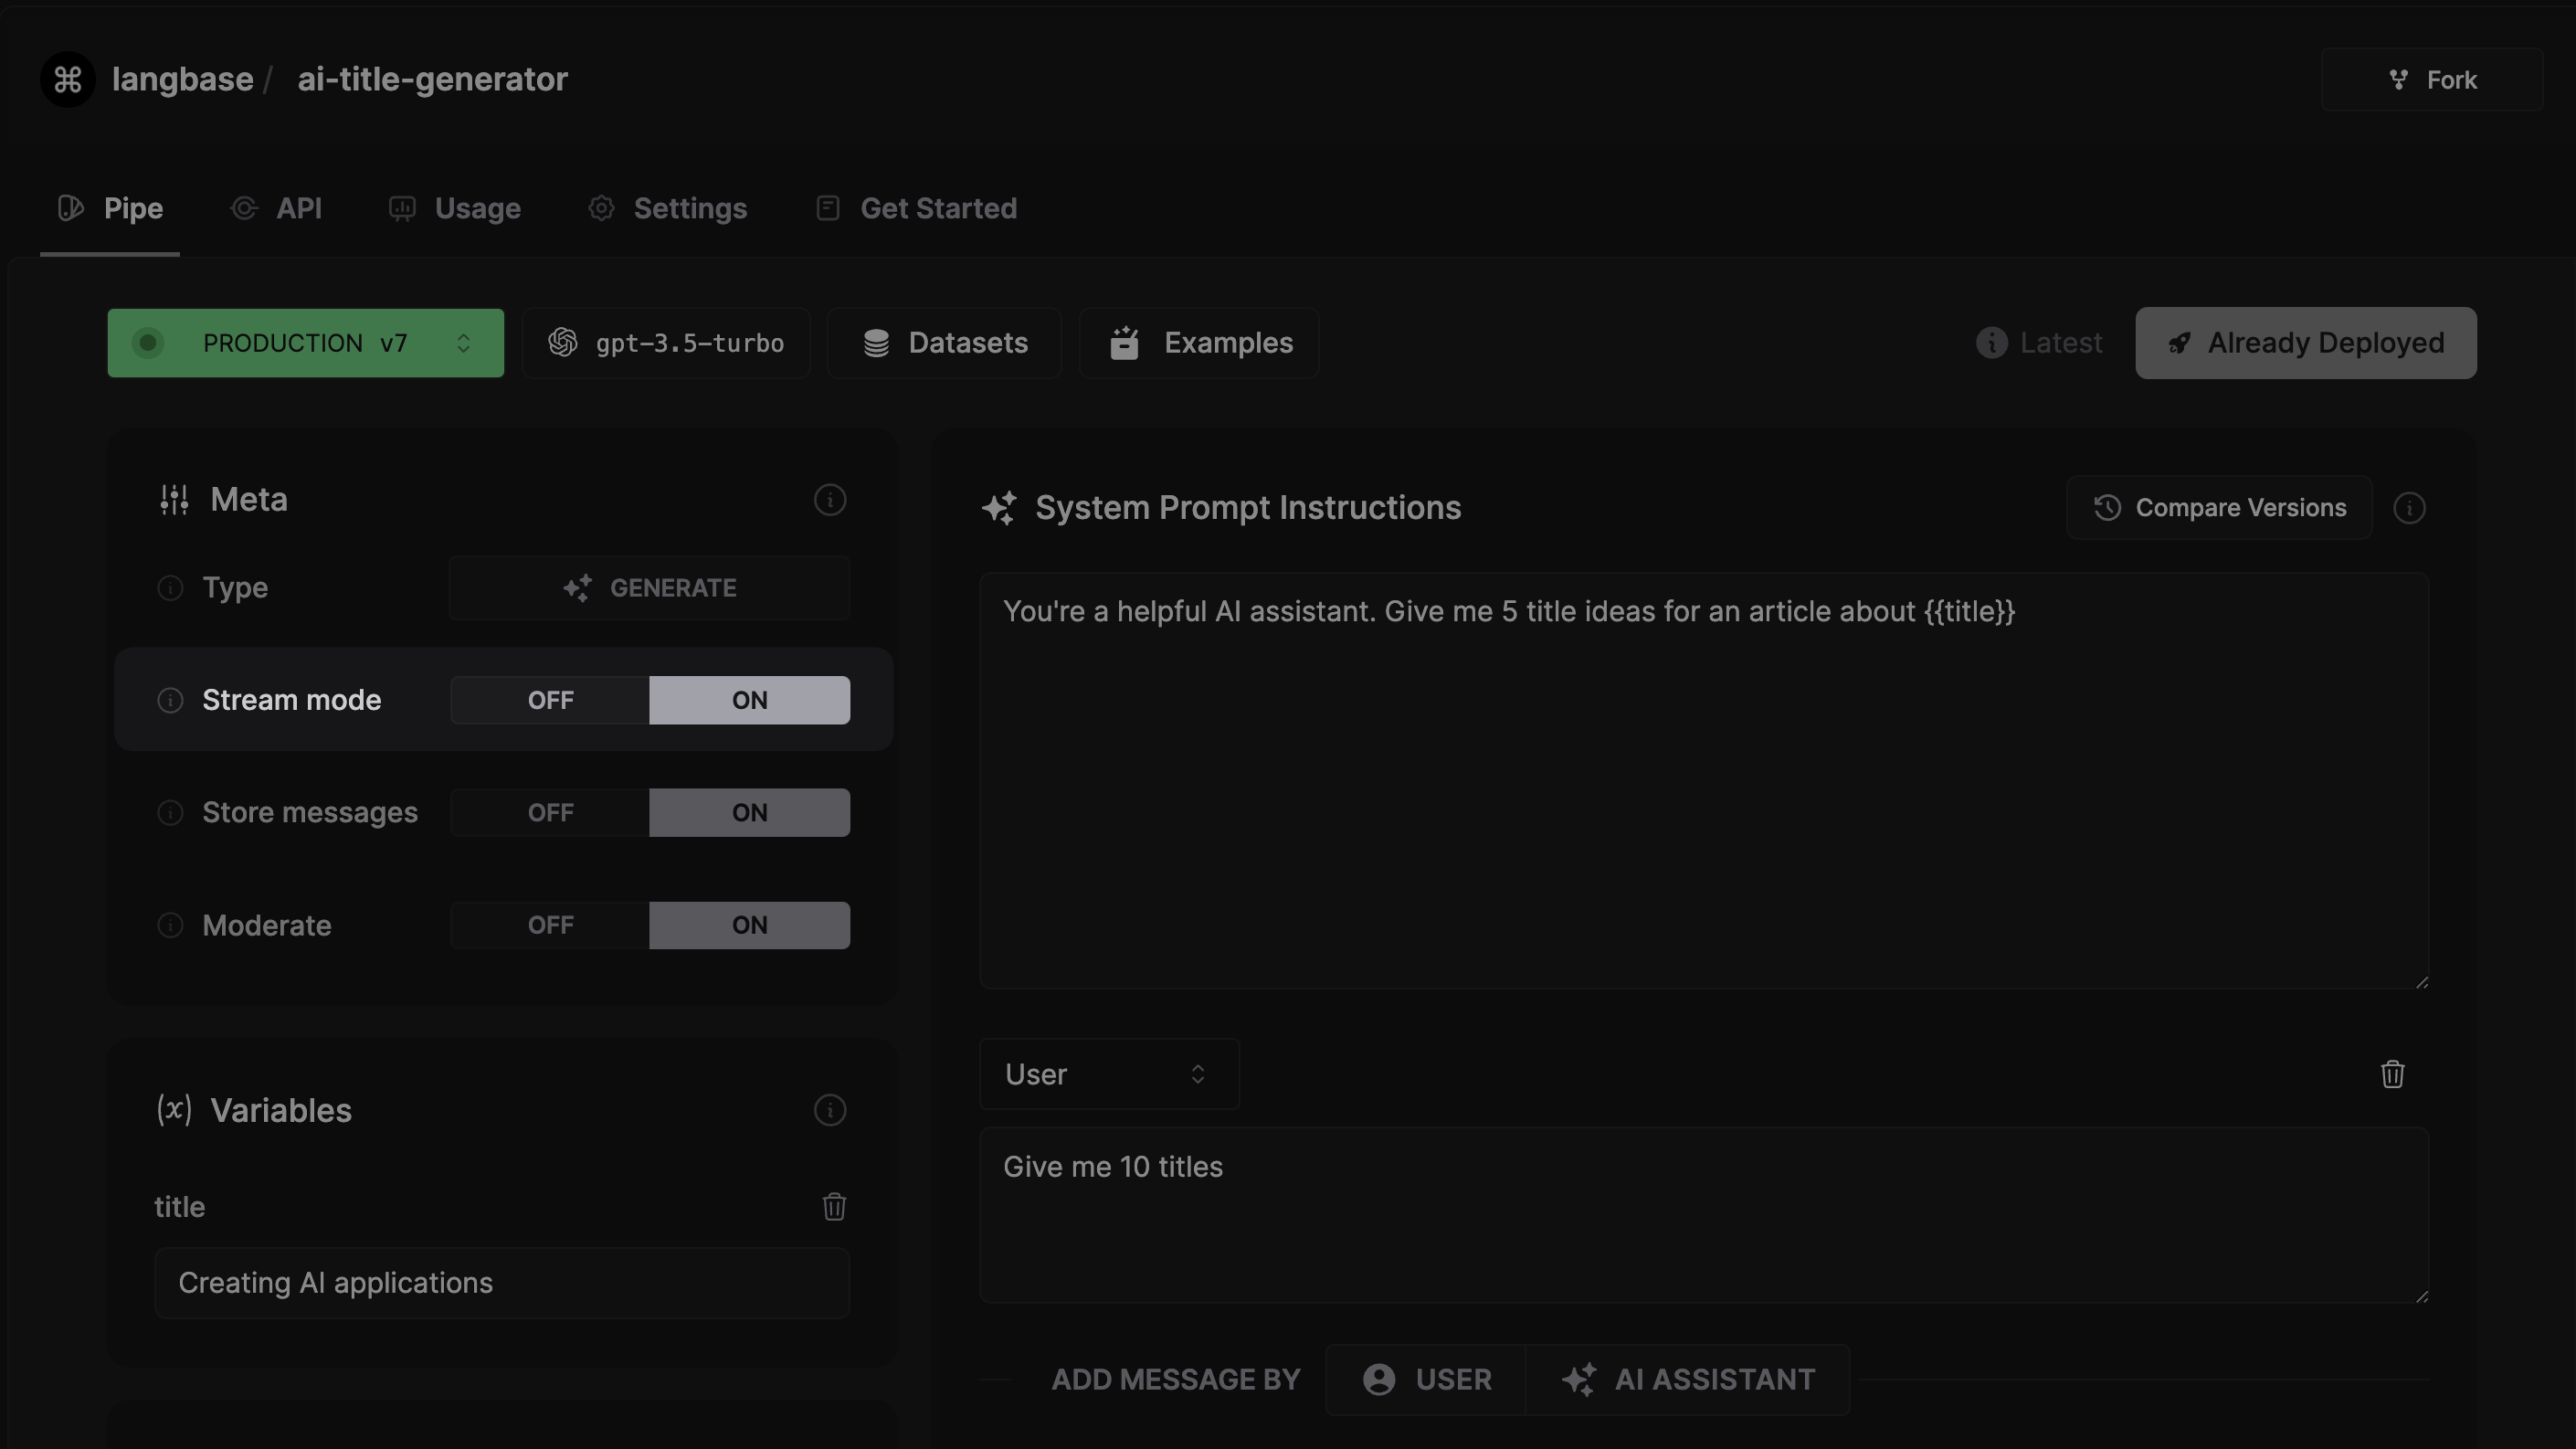 langbase / ai-title-generator
Fork
Pipe API Usage Settings Get Started
PRODUCTION v7 gpt-3.5-turbo Datasets Examples Latest Already Deployed
Meta
Type GENERATE
Stream mode OFF ON
Store messages OFF ON
Moderate OFF ON
(x) Variables
title
Creating AI applications
System Prompt Instructions
Compare Versions
You're a helpful AI assistant. Give me 5 title ideas for an article about {{title}}
User
Give me 10 titles
ADD MESSAGE BY USER AI ASSISTANT